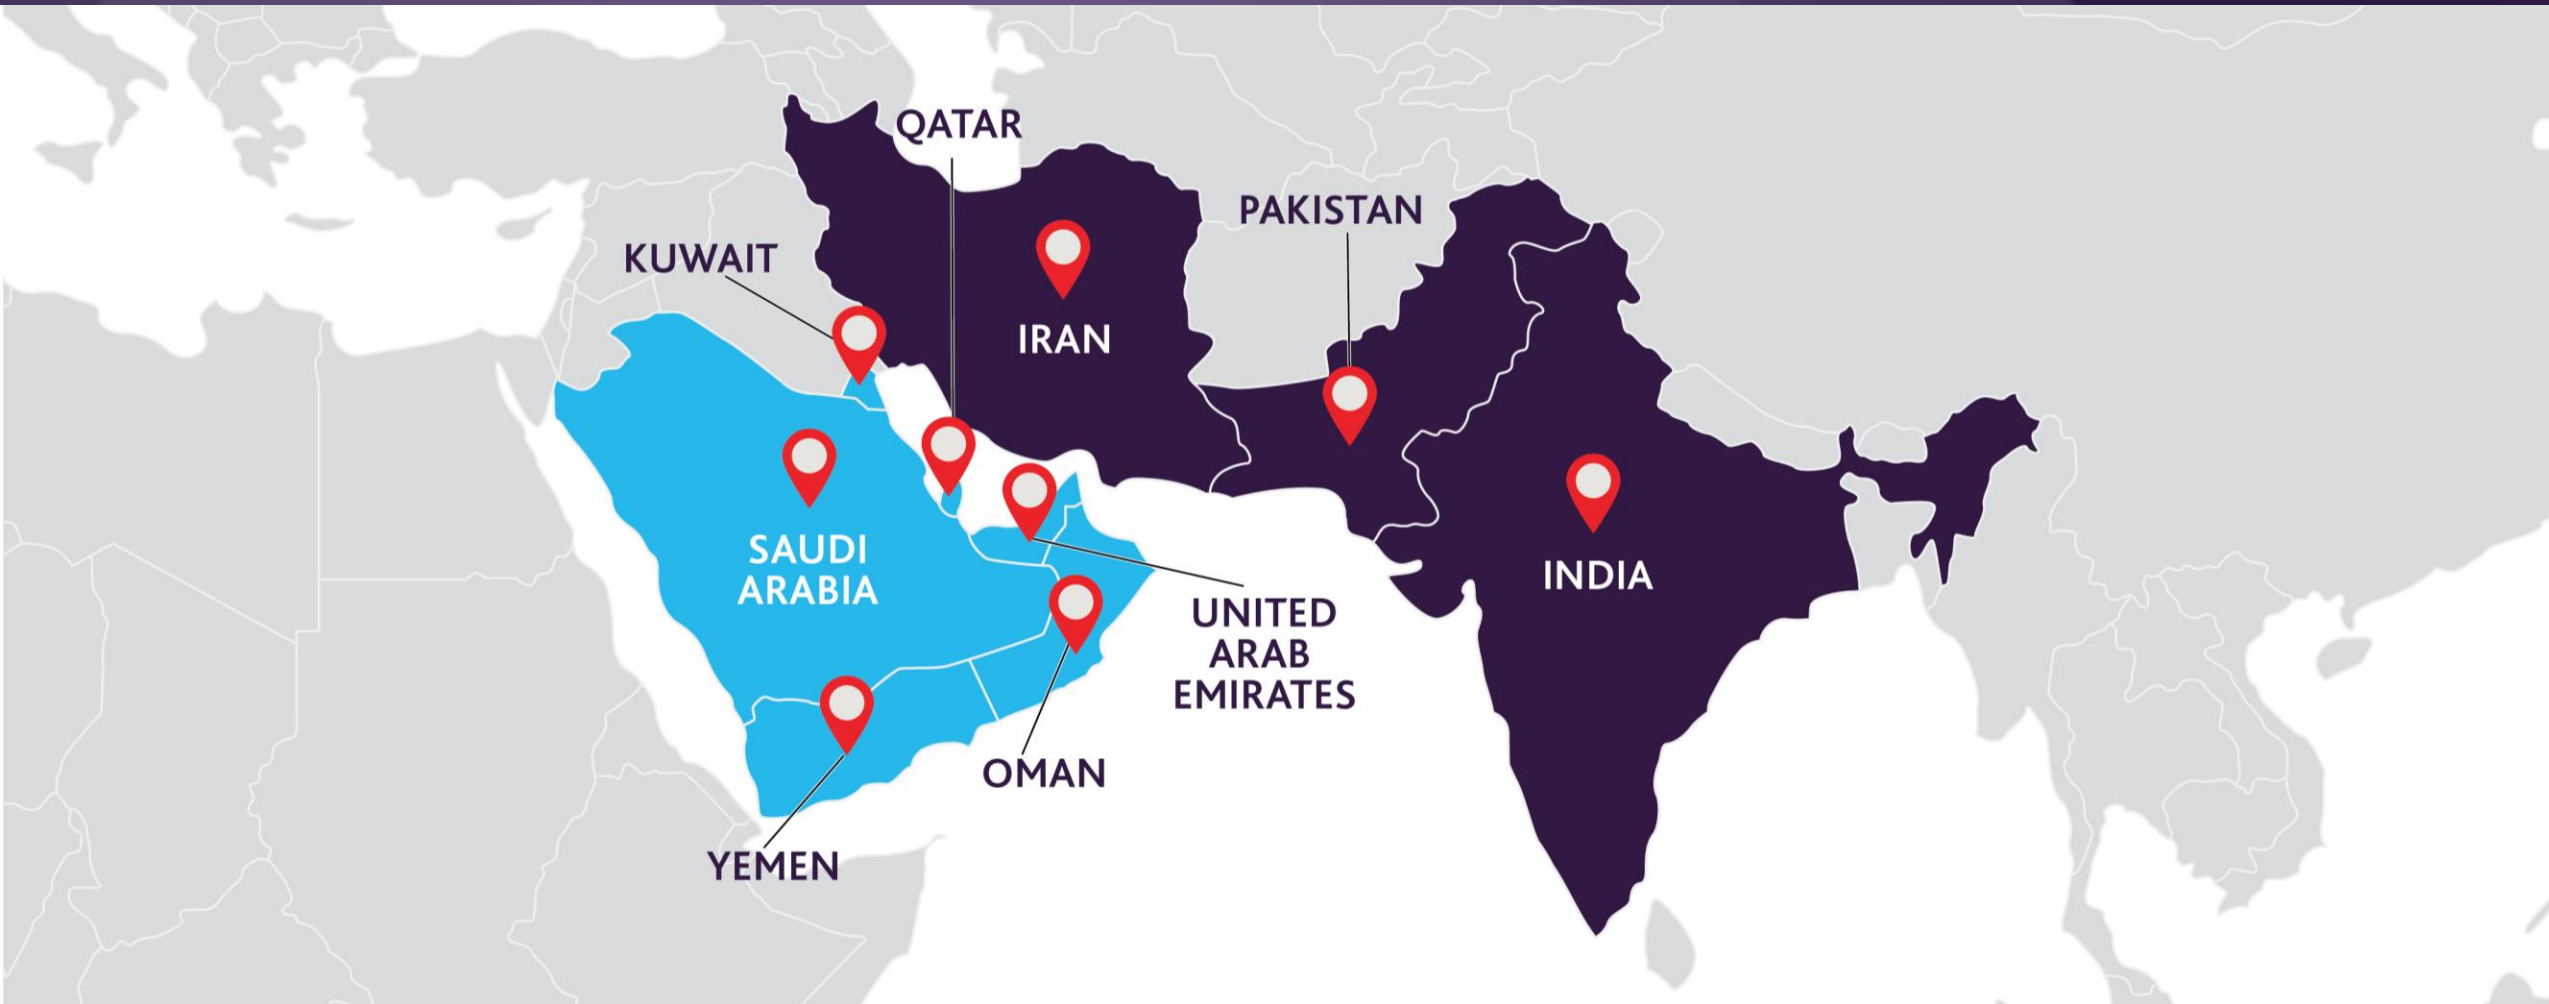 QATAR
PAKISTAN
KUWAIT
IRAN
SAUDI
ARABIA
INDIA
UNITED
ARAB
EMIRATES
OMAN
YEMEN